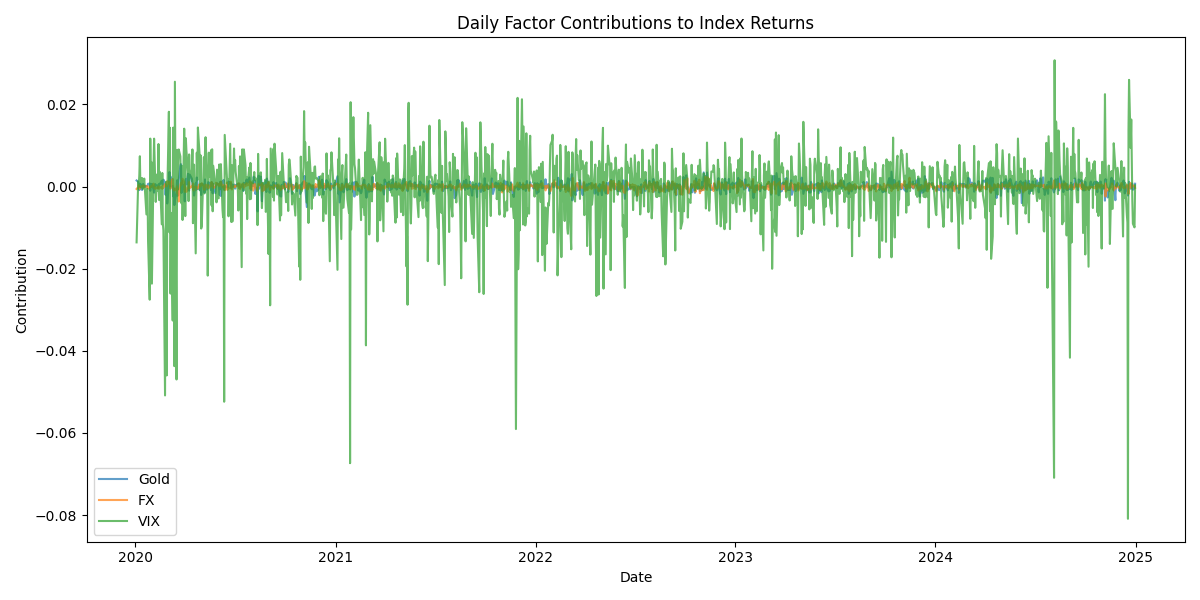 Daily Factor Contributions to Index Returns
Contribution
0.02
0.00
−0.02
−0.04
−0.06
−0.08
Gold
FX
VIX
2020
2021
2022
2023
2024
2025
Date